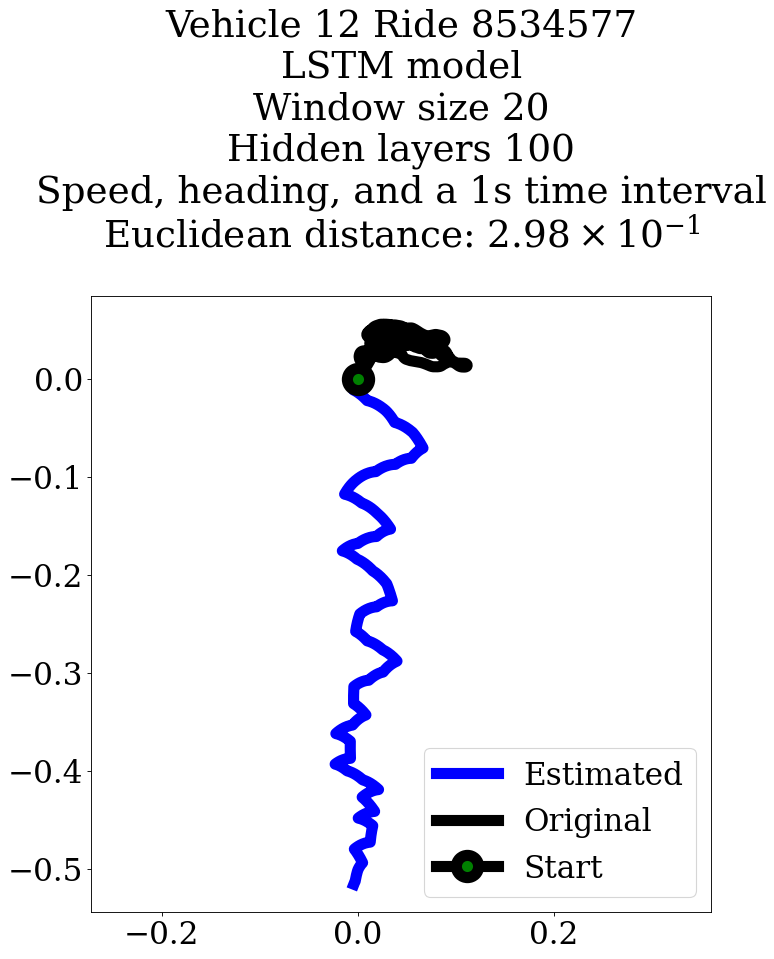 Vehicle 12 Ride 8534577
LSTM model
Window size 20
Hidden layers 100
Speed, heading, and a 1s time interval
Euclidean distance: 2.98 × 10⁻¹
0.0
−0.1
−0.2
−0.3
−0.4
−0.5
Estimated
Original
Start
−0.2 0.0 0.2